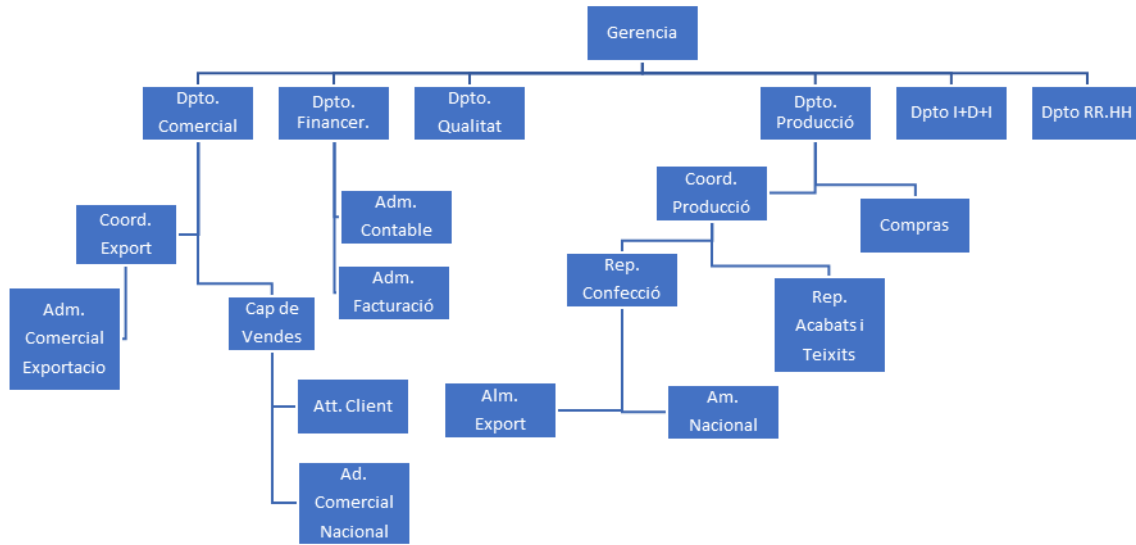 Gerencia
Dpto.
Comercial
Dpto.
Financer.
Dpto.
Qualitat
Dpto.
Producció
Dpto I+D+I
Dpto RR.HH
Coord.
Export
Adm.
Comercial
Exportacio
Cap de
Vendes
Att. Client
Ad.
Comercial
Nacional
Adm.
Contable
Adm.
Facturació
Coord.
Producció
Compras
Rep.
Confecció
Rep.
Acabats i
Teixits
Alm.
Export
Am.
Nacional